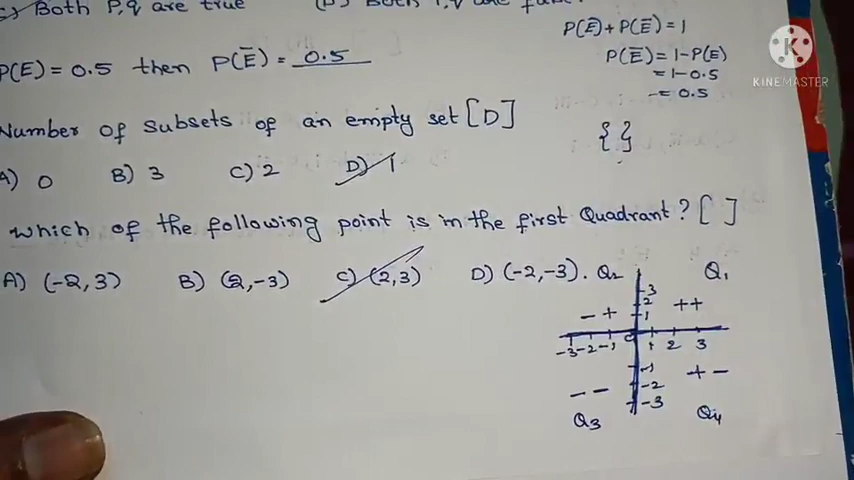 Both P,q are true
P(E) = 0.5 then P(Ē) = 0.5
P(Ē) + P(E) = 1
P(Ē) = 1 - P(E)
= 1 - 0.5
= 0.5
KINEMASTER
Number of subsets of an empty set [D]
{ }
A) 0 B) 3 C) 2 D) 1
which of the following point is in the first Quadrant? [ ]
A) (-2, 3) B) (2, -3) C) (2, 3) D) (-2, -3).
Q2 Q1
3
2
1
- + ++
-3 -2 -1 0 1 2 3
-1
-2
-3
- - + -
Q3 Q4